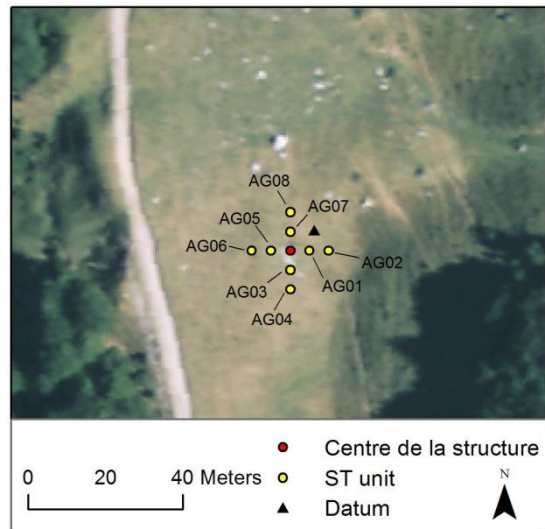 AG08
AG07
AG05
AG06
AG02
AG01
AG03
AG04
Centre de la structure
0 20 40 Meters
ST unit
Datum
N